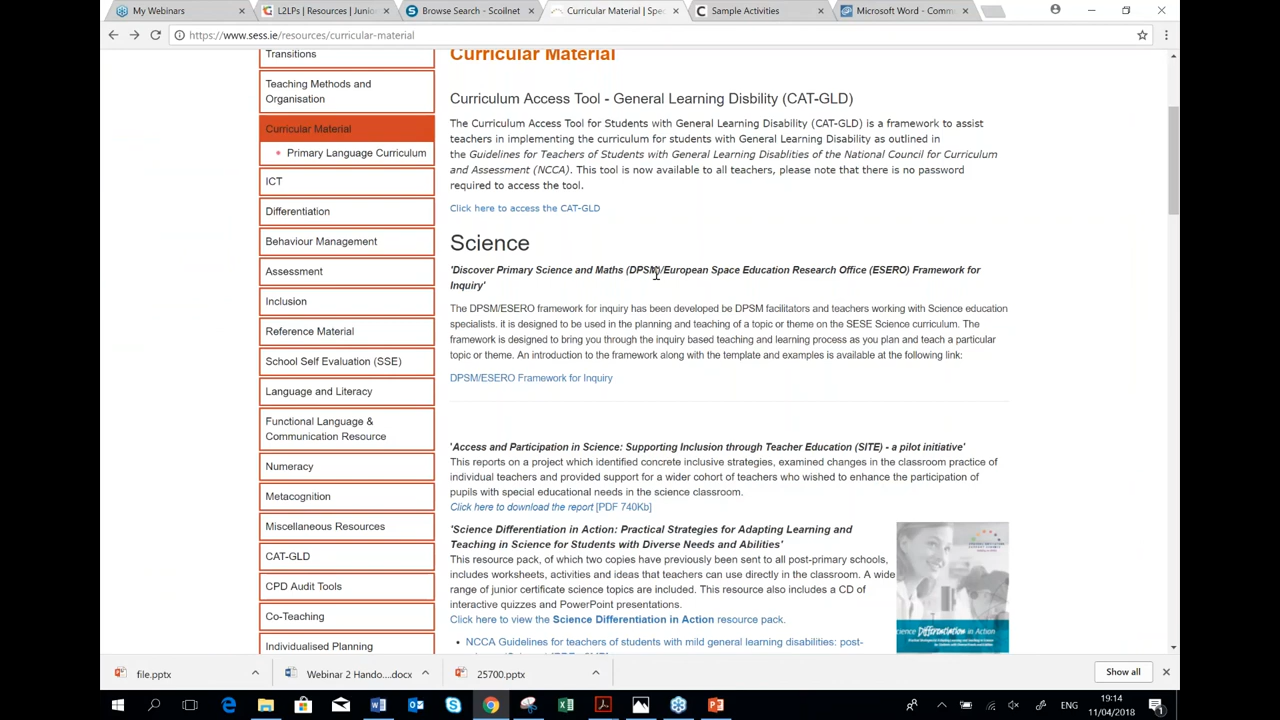 My Webinars
L2LPs | Resources | Junio
Browse Search - Scoilnet
Curricular Material | Spec
Sample Activities
Microsoft Word - Comm
https://www.sess.ie/resources/curricular-material
Transitions
Teaching Methods and
Organisation
Curricular Material
Primary Language Curriculum
ICT
Differentiation
Behaviour Management
Assessment
Inclusion
Reference Material
School Self Evaluation (SSE)
Language and Literacy
Functional Language &
Communication Resource
Numeracy
Metacognition
Miscellaneous Resources
CAT-GLD
CPD Audit Tools
Co-Teaching
Individualised Planning
Curricular Material
Curriculum Access Tool - General Learning Disbility (CAT-GLD)
The Curriculum Access Tool for Students with General Learning Disability (CAT-GLD) is a framework to assist
teachers in implementing the curriculum for students with General Learning Disability as outlined in
the Guidelines for Teachers of Students with General Learning Disablities of the National Council for Curriculum
and Assessment (NCCA). This tool is now available to all teachers, please note that there is no password
required to access the tool.
Click here to access the CAT-GLD
Science
'Discover Primary Science and Maths (DPSM)/European Space Education Research Office (ESERO) Framework for
Inquiry'
The DPSM/ESERO framework for inquiry has been developed be DPSM facilitators and teachers working with Science education
specialists. it is designed to be used in the planning and teaching of a topic or theme on the SESE Science curriculum. The
framework is designed to bring you through the inquiry based teaching and learning process as you plan and teach a particular
topic or theme. An introduction to the framework along with the template and examples is available at the following link:
DPSM/ESERO Framework for Inquiry
'Access and Participation in Science: Supporting Inclusion through Teacher Education (SITE) - a pilot initiative'
This reports on a project which identified concrete inclusive strategies, examined changes in the classroom practice of
individual teachers and provided support for a wider cohort of teachers who wished to enhance the participation of
pupils with special educational needs in the science classroom.
Click here to download the report [PDF 740Kb]
'Science Differentiation in Action: Practical Strategies for Adapting Learning and
Teaching in Science for Students with Diverse Needs and Abilities'
This resource pack, of which two copies have previously been sent to all post-primary schools,
includes worksheets, activities and ideas that teachers can use directly in the classroom. A wide
range of junior certificate science topics are included. This resource also includes a CD of
interactive quizzes and PowerPoint presentations.
Click here to view the Science Differentiation in Action resource pack.
NCCA Guidelines for teachers of students with mild general learning disabilities: post-
Science Differentiation in Action
file.pptx
Webinar 2 Hando....docx
25700.pptx
Show all
ENG
19:14
11/04/2018